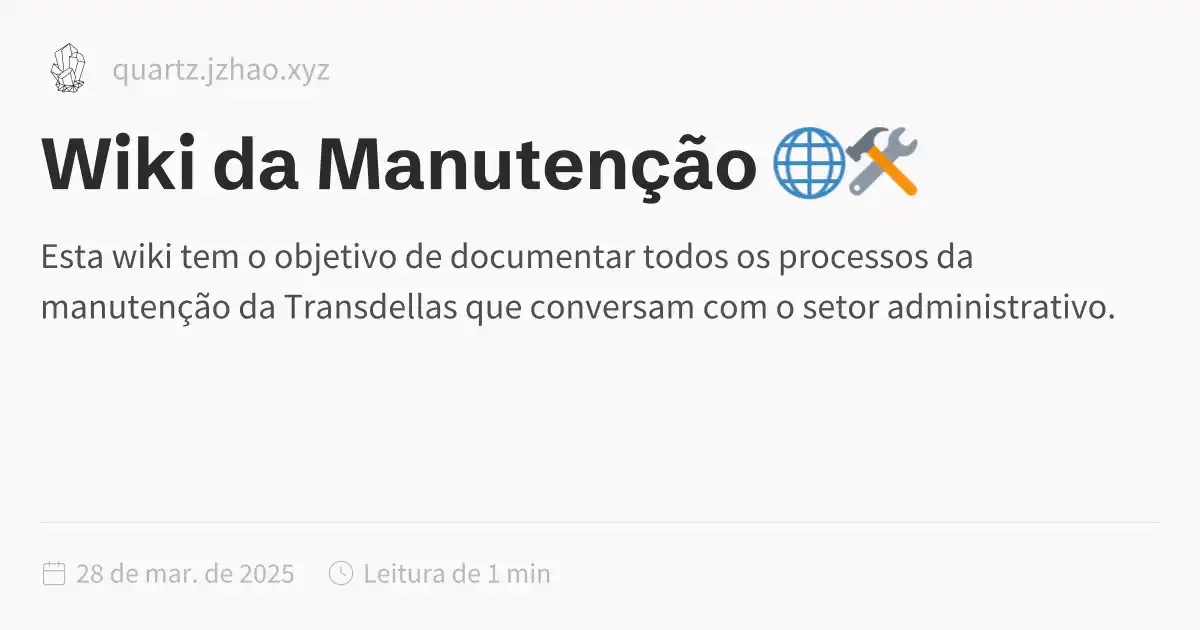 quartz.jzhao.xyz
Wiki da Manutenção 🌐🛠️
Esta wiki tem o objetivo de documentar todos os processos da
manutenção da Transdellas que conversam com o setor administrativo.
28 de mar. de 2025 Leitura de 1 min